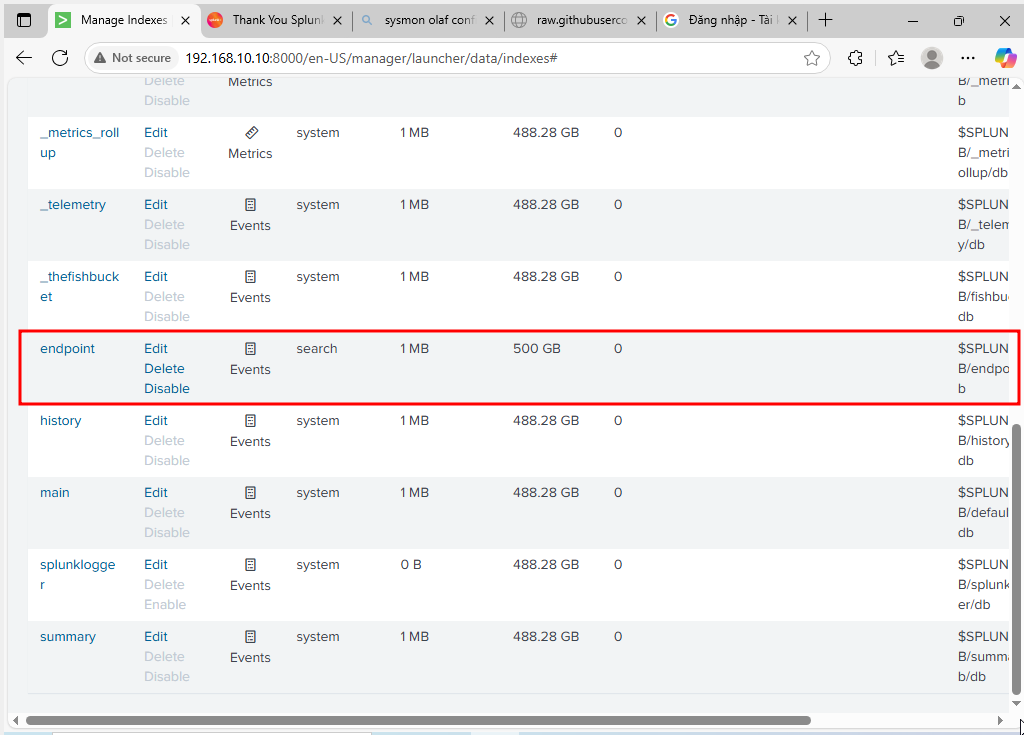 Manage Indexes
Thank You Splunk
sysmon olaf conf
raw.githubuserco
Đăng nhập - Tài
Not secure
192.168.10.10:8000/en-US/manager/launcher/data/indexes#
Delete
Disable
Metrics
B/_metri
b
_metrics_roll
up
Edit
Delete
Disable
Metrics
system
1 MB
488.28 GB
0
$SPLUN
B/_metri
ollup/db
_telemetry
Edit
Delete
Disable
Events
system
1 MB
488.28 GB
0
$SPLUN
B/_telem
y/db
_thefishbuck
et
Edit
Delete
Disable
Events
system
1 MB
488.28 GB
0
$SPLUN
B/fishbu
db
endpoint
Edit
Delete
Disable
Events
search
1 MB
500 GB
0
$SPLUN
B/endpo
b
history
Edit
Delete
Disable
Events
system
1 MB
488.28 GB
0
$SPLUN
B/history
db
main
Edit
Delete
Disable
Events
system
1 MB
488.28 GB
0
$SPLUN
B/defaul
db
splunklogge
r
Edit
Delete
Enable
Events
system
0 B
488.28 GB
0
$SPLUN
B/splunk
er/db
summary
Edit
Delete
Disable
Events
system
1 MB
488.28 GB
0
$SPLUN
B/summa
b/db